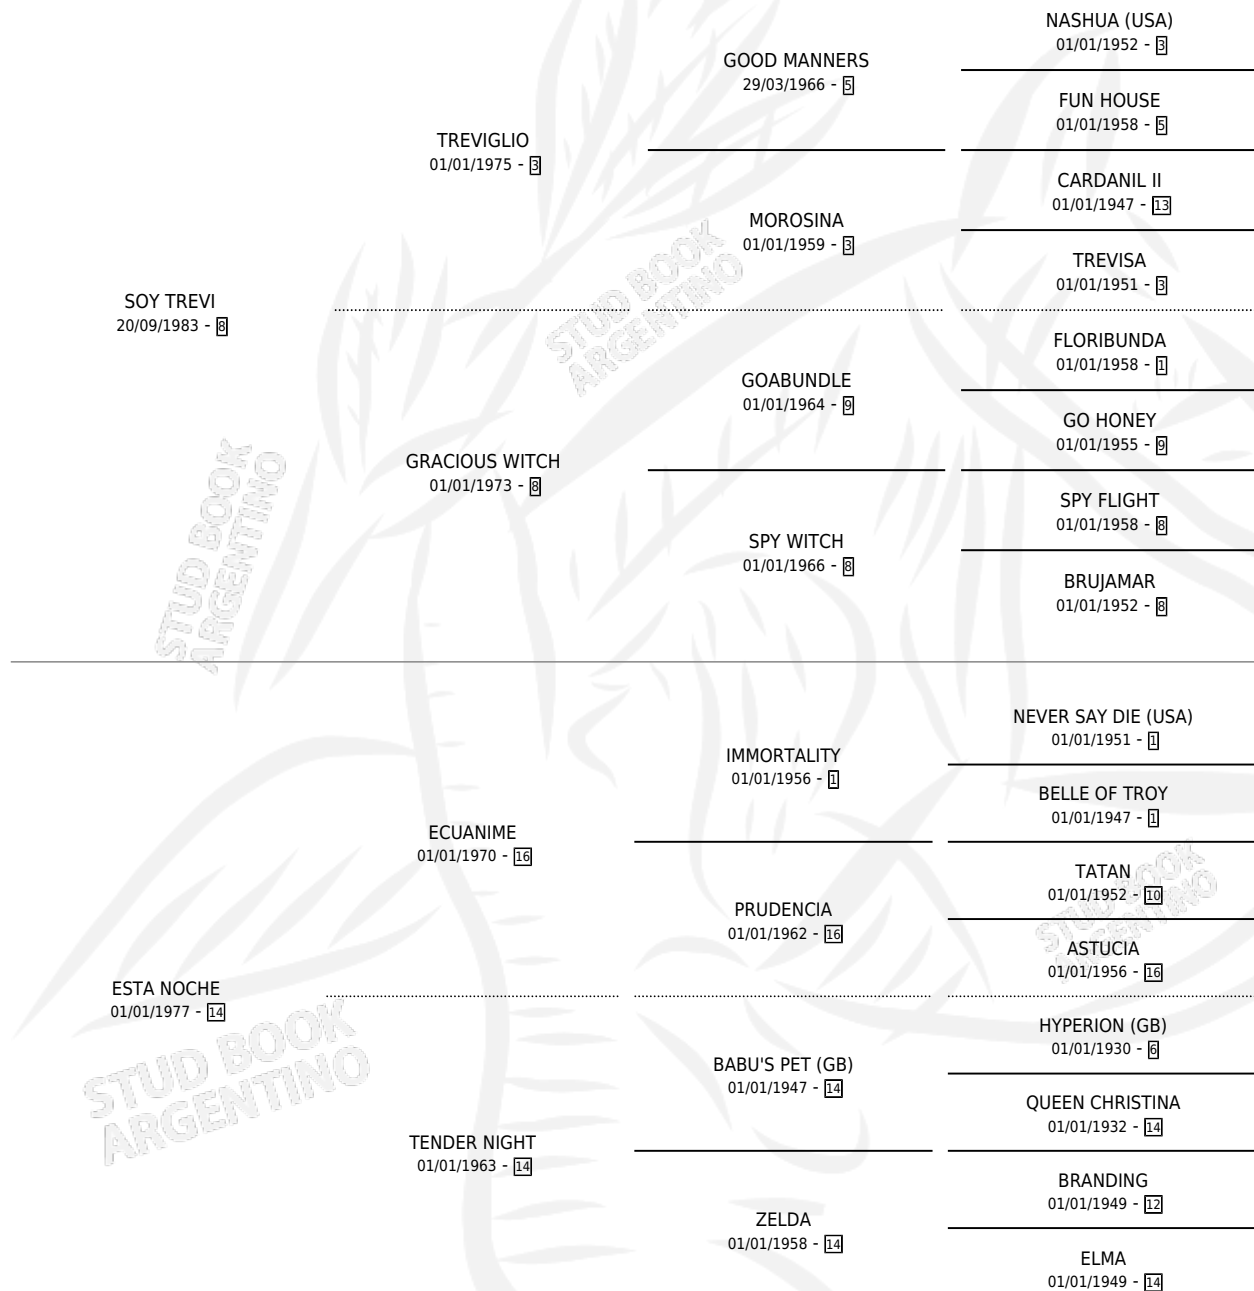 NASHUA (USA)
01/01/1952 - 3
GOOD MANNERS
29/03/1966 - 5
FUN HOUSE
01/01/1958 - 5
TREVIGLIO
01/01/1975 - 3
CARDANIL II
01/01/1947 - 13
MOROSINA
01/01/1959 - 3
TREVISA
01/01/1951 - 3
SOY TREVI
20/09/1983 - 8
FLORIBUNDA
01/01/1958 - 1
GOABUNDLE
01/01/1964 - 9
GO HONEY
01/01/1955 - 9
GRACIOUS WITCH
01/01/1973 - 8
SPY FLIGHT
01/01/1958 - 8
SPY WITCH
01/01/1966 - 8
BRUJAMAR
01/01/1952 - 8
NEVER SAY DIE (USA)
01/01/1951 - 1
IMMORTALITY
01/01/1956 - 1
BELLE OF TROY
01/01/1947 - 1
ECUANIME
01/01/1970 - 16
TATAN
01/01/1952 - 10
PRUDENCIA
01/01/1962 - 16
ASTUCIA
01/01/1956 - 16
ESTA NOCHE
01/01/1977 - 14
HYPERION (GB)
01/01/1930 - 6
BABU'S PET (GB)
01/01/1947 - 14
QUEEN CHRISTINA
01/01/1932 - 14
TENDER NIGHT
01/01/1963 - 14
BRANDING
01/01/1949 - 12
ZELDA
01/01/1958 - 14
ELMA
01/01/1949 - 14
STUD BOOK
ARGENTINO
STUD BOOK
ARGENTINO
STUD BOOK
ARGENTINO
STUD BOOK
ARGENTINO